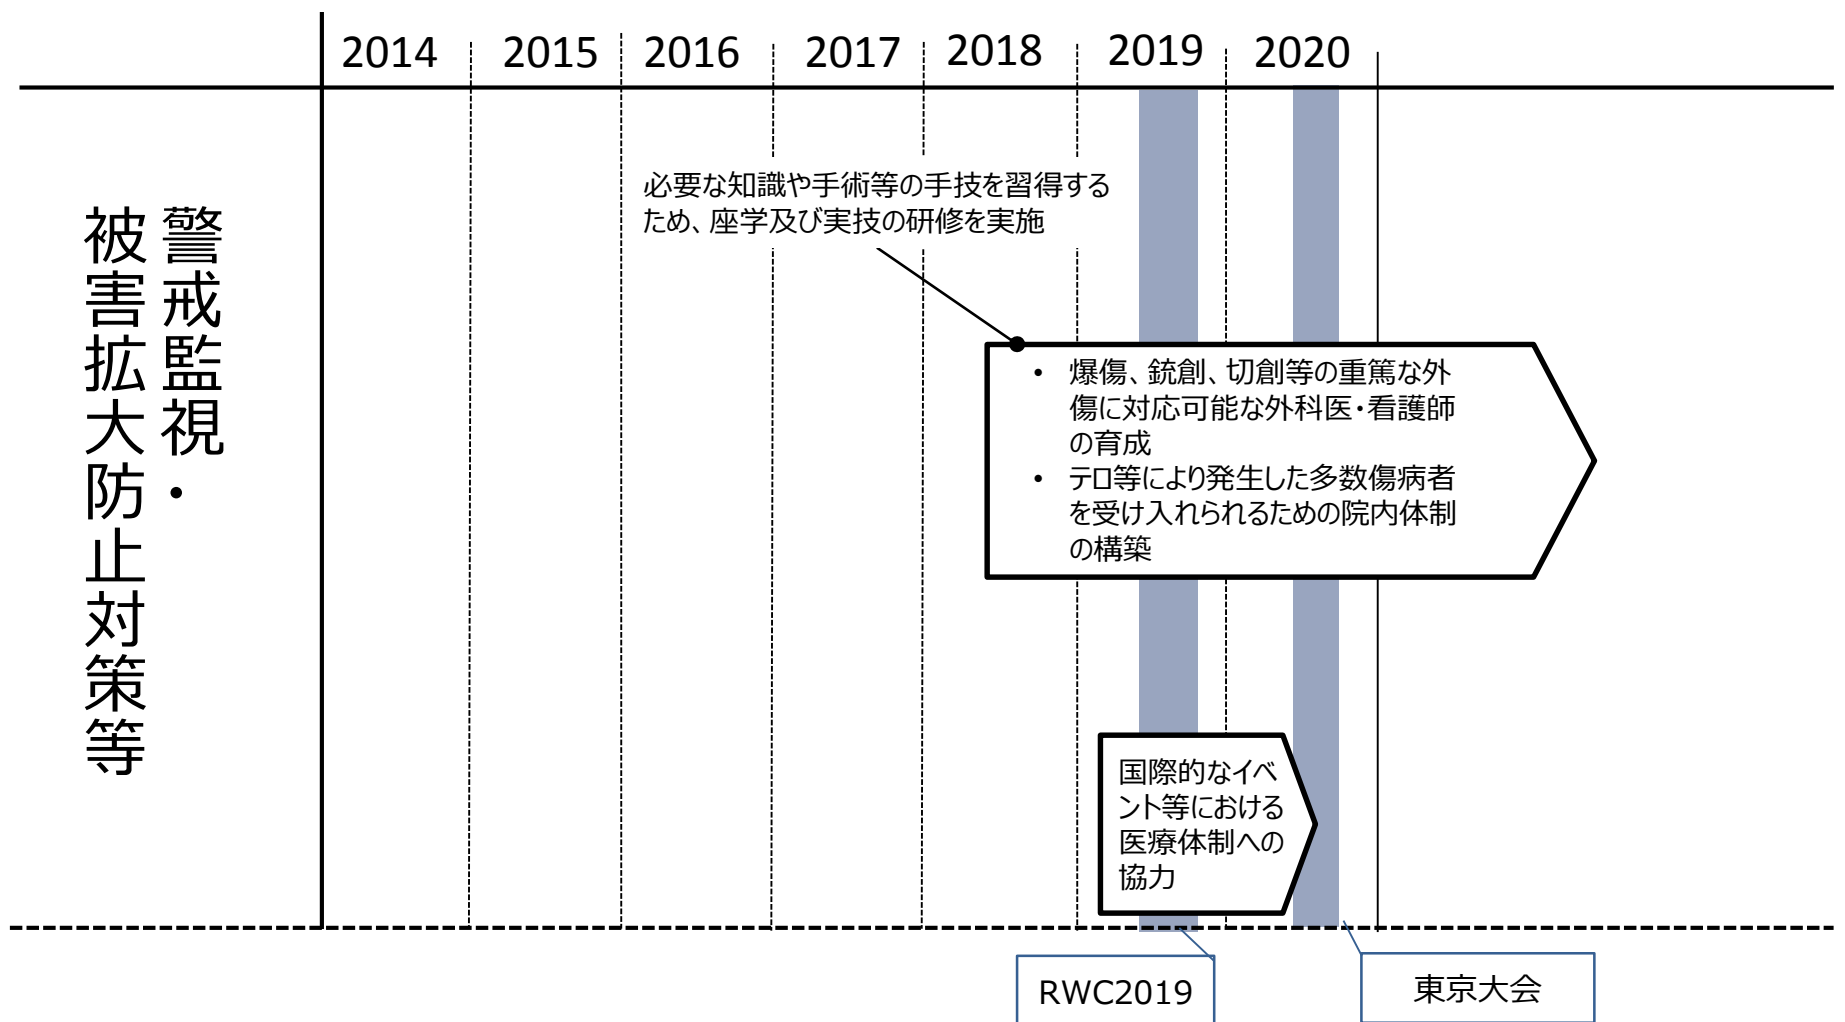 2014 2015 2016 2017 2018 2019 2020
警戒監視・
被害拡大防止対策等
必要な知識や手術等の手技を習得する
ため、座学及び実技の研修を実施
• 爆傷、銃創、切創等の重篤な外
傷に対応可能な外科医・看護師
の育成
• テロ等により発生した多数傷病者
を受け入れられるための院内体制
の構築
国際的なイベ
ント等における
医療体制への
協力
RWC2019
東京大会